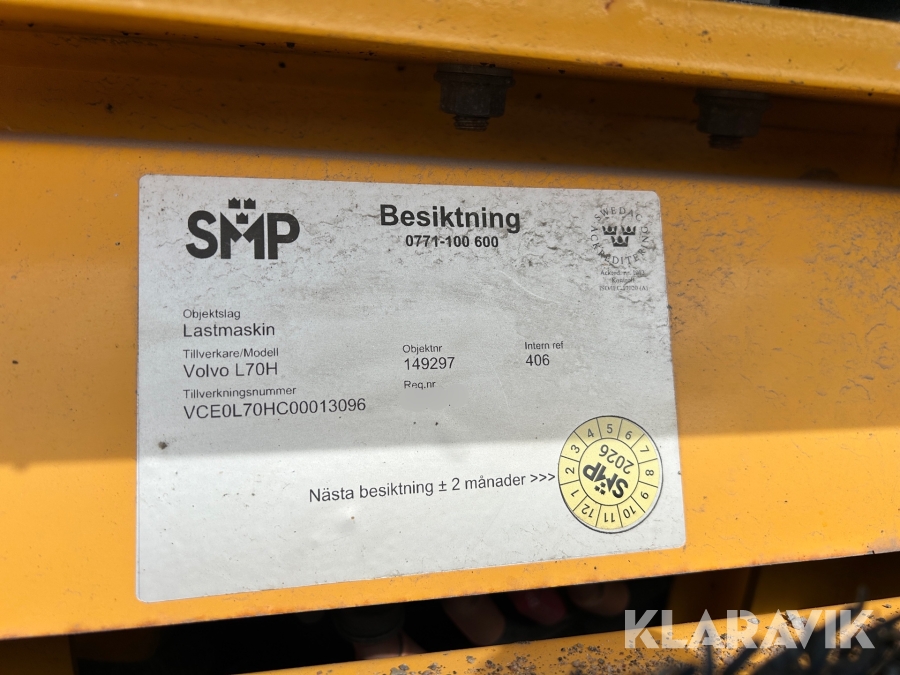 SMP
Besiktning
0771-100 600
SWEDAC
ACKREDITERING
Objektslag
Lastmaskin
Tillverkare/Modell
Volvo L70H
Objektnr
149297
Intern ref
406
Tillverkningsnummer
VCE0L70HC00013096
Reg.nr
Nästa besiktning ± 2 månader >>>
1 2 3 4 5 6 7 8 9 10 11 12
2026
SMP
KLARAVIK